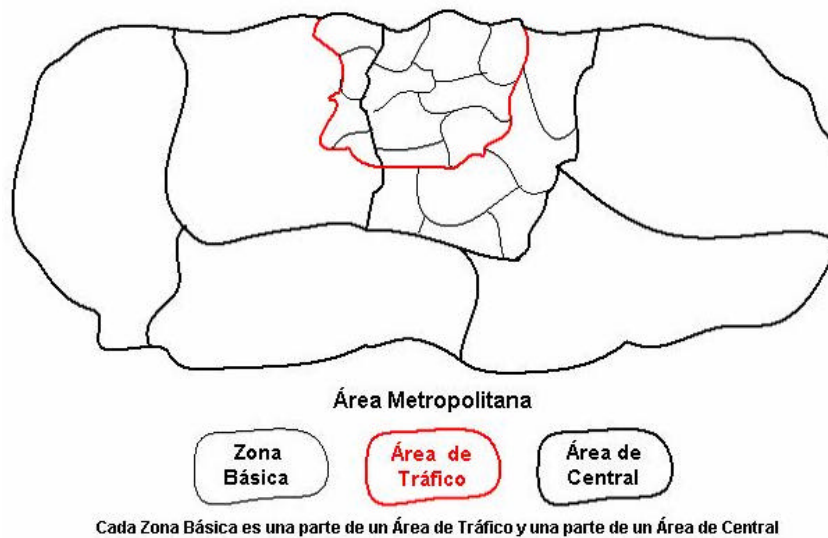 Área Metropolitana
Zona
Básica
Área de
Tráfico
Área de
Central
Cada Zona Básica es una parte de un Área de Tráfico y una parte de un Área de Central